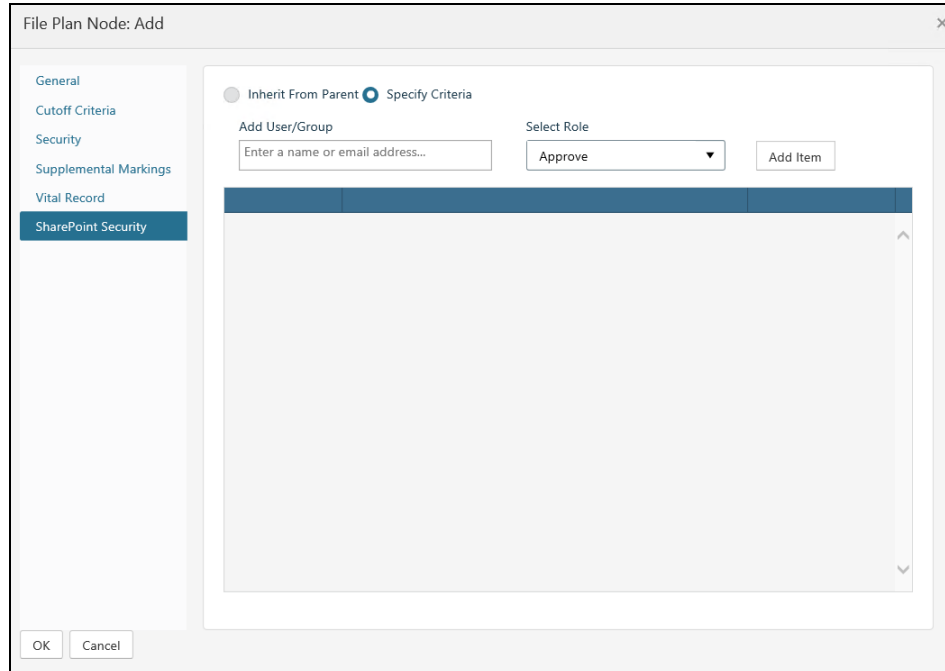 File Plan Node: Add
General
Cutoff Criteria
Security
Supplemental Markings
Vital Record
SharePoint Security
Inherit From Parent Specify Criteria
Add User/Group Select Role
Enter a name or email address... Approve Add Item
OK Cancel